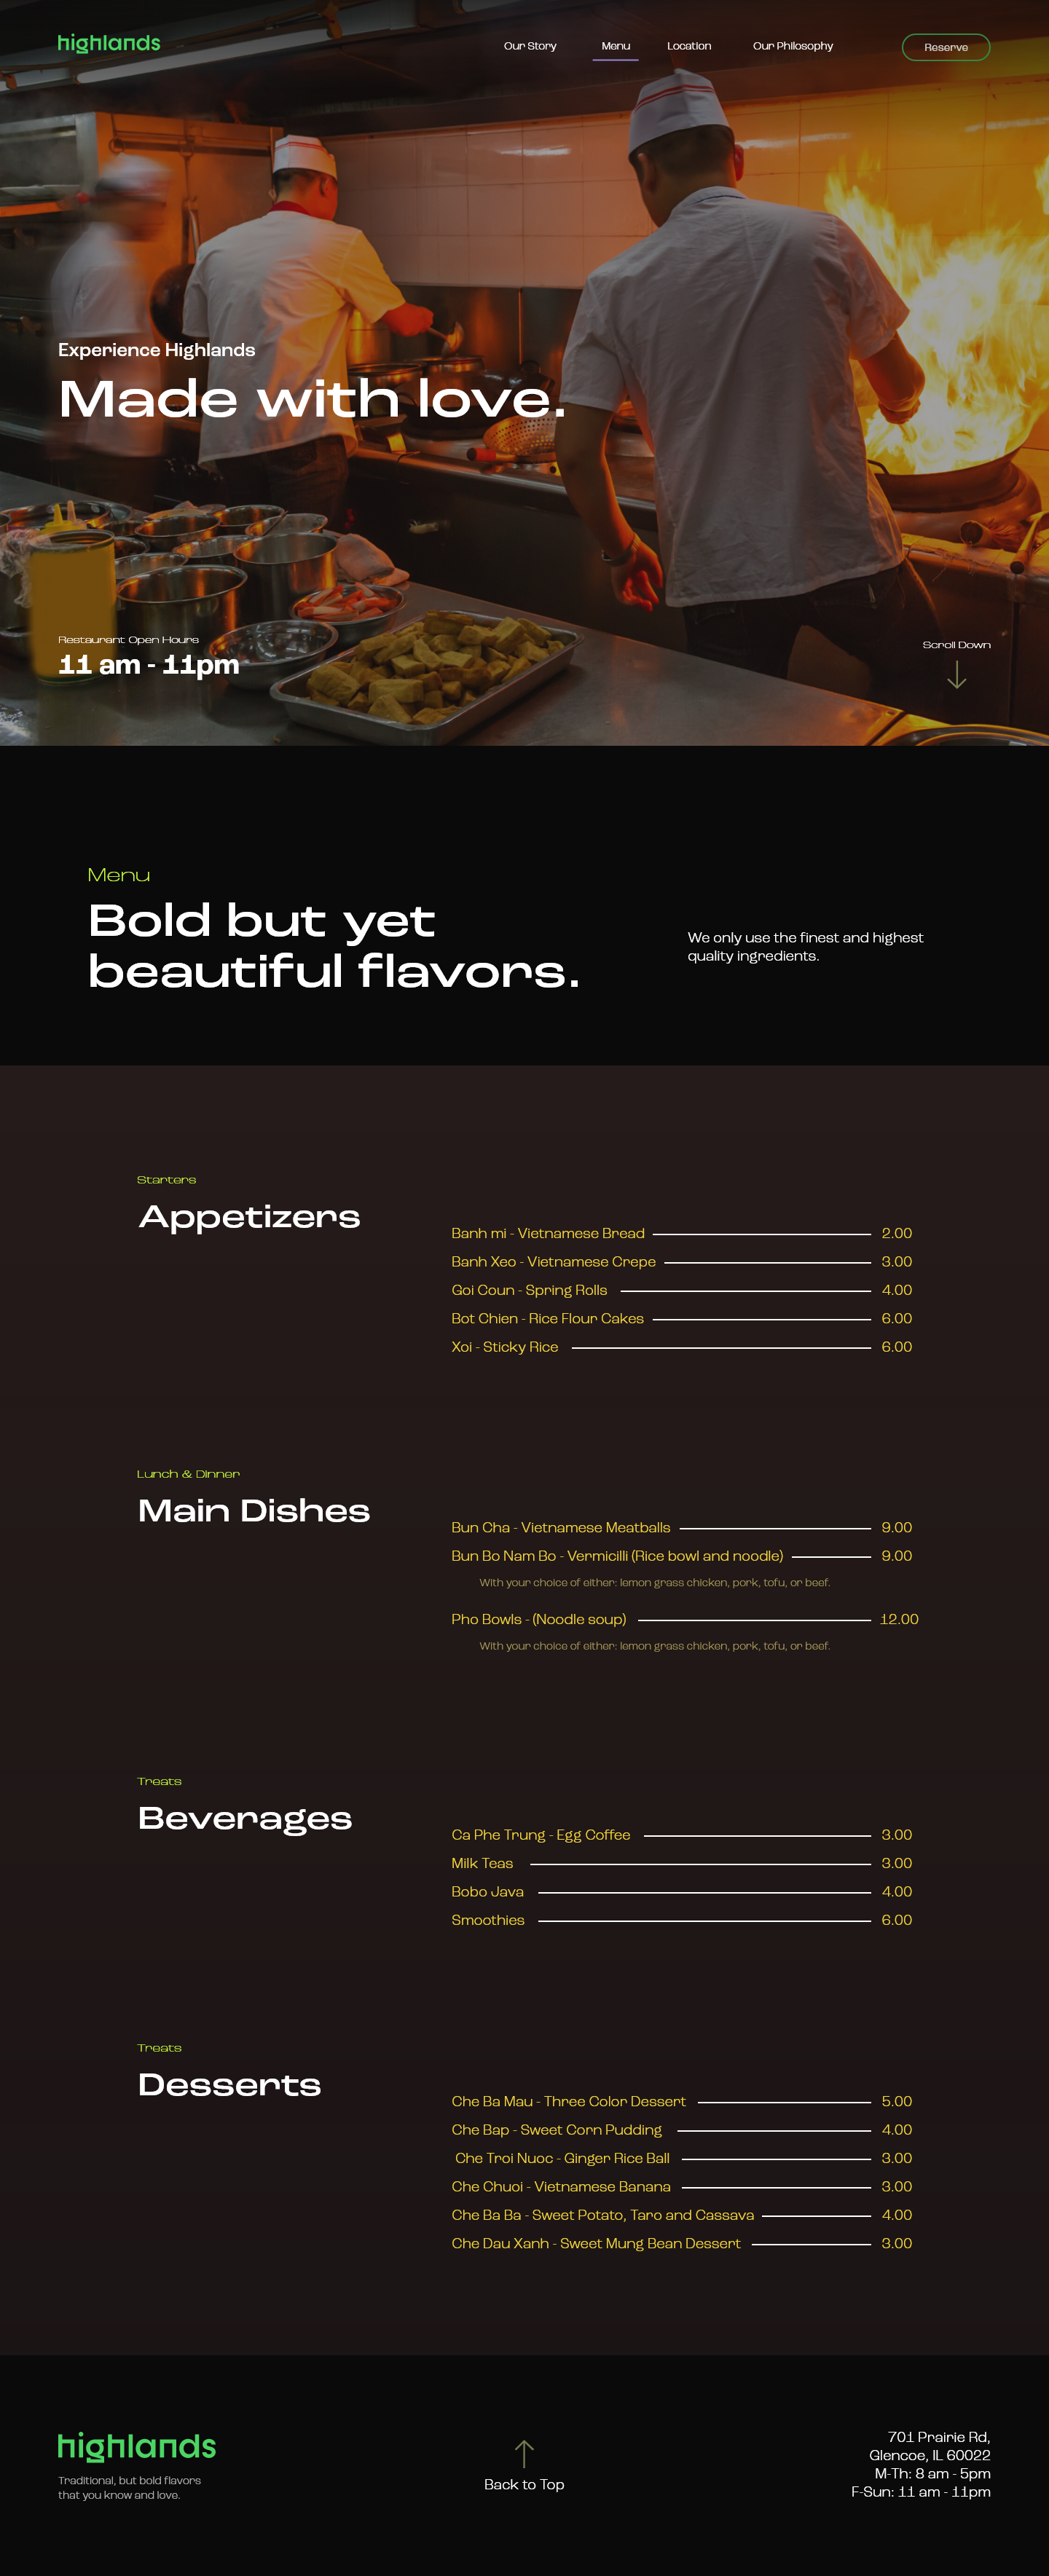 highlands
Our Story
Menu
Location
Our Philosophy
Reserve
Experience Highlands
Made with love.
Restaurant Open Hours
11 am - 11pm
Scroll Down
Menu
Bold but yet
beautiful flavors.
We only use the finest and highest
quality ingredients.
Starters
Appetizers
Banh mi - Vietnamese Bread 2.00
Banh Xeo - Vietnamese Crepe 3.00
Goi Coun - Spring Rolls 4.00
Bot Chien - Rice Flour Cakes 6.00
Xoi - Sticky Rice 6.00
Lunch & Dinner
Main Dishes
Bun Cha - Vietnamese Meatballs 9.00
Bun Bo Nam Bo - Vermicilli (Rice bowl and noodle) 9.00
With your choice of either: lemon grass chicken, pork, tofu, or beef.
Pho Bowls - (Noodle soup) 12.00
With your choice of either: lemon grass chicken, pork, tofu, or beef.
Treats
Beverages
Ca Phe Trung - Egg Coffee 3.00
Milk Teas 3.00
Bobo Java 4.00
Smoothies 6.00
Treats
Desserts
Che Ba Mau - Three Color Dessert 5.00
Che Bap - Sweet Corn Pudding 4.00
Che Troi Nuoc - Ginger Rice Ball 3.00
Che Chuoi - Vietnamese Banana 3.00
Che Ba Ba - Sweet Potato, Taro and Cassava 4.00
Che Dau Xanh - Sweet Mung Bean Dessert 3.00
highlands
Traditional, but bold flavors
that you know and love.
Back to Top
701 Prairie Rd,
Glencoe, IL 60022
M-Th: 8 am - 5pm
F-Sun: 11 am - 11pm